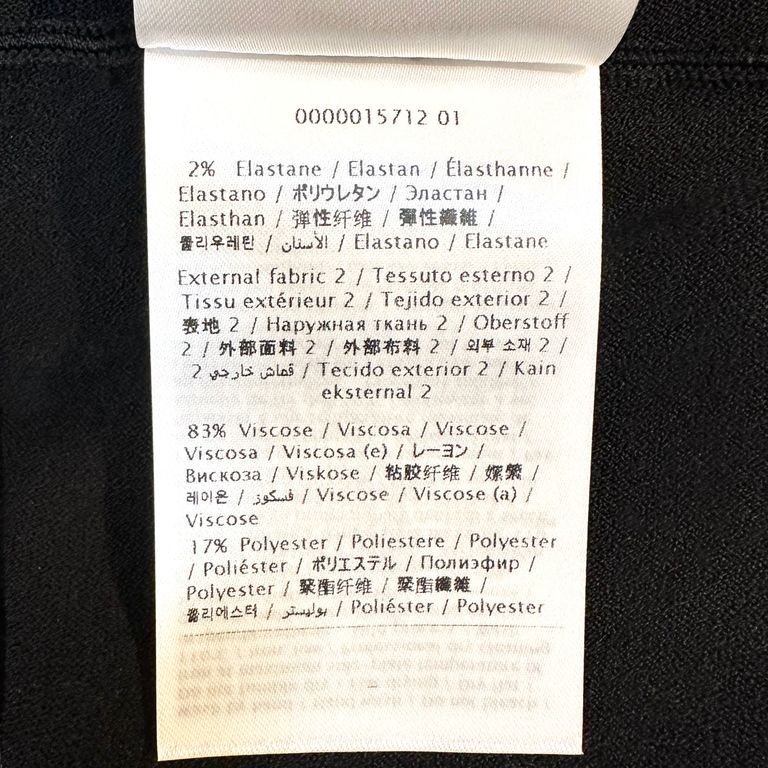 0000015712 01
2% Elastane / Elastan / Élasthanne /
Elastano / ポリウレタン / Эластан /
Elasthan / 弹性纤维 / 彈性纖維 /
폴리우레탄 / الأستان / Elastano / Elastane
External fabric 2 / Tessuto esterno 2 /
Tissu extérieur 2 / Tejido exterior 2 /
表地 2 / Наружная ткань 2 / Oberstoff
2 / 外部面料 2 / 外部布料 2 / 외부 소재 2 /
2 قماش خارجي / Tecido exterior 2 / Kain
eksternal 2
83% Viscose / Viscosa / Viscose /
Viscosa / Viscosa (e) / レーヨン /
Вискоза / Viskose / 粘胶纤维 / 嫘縈 /
레이온 / فسكوز / Viscose / Viscose (a) /
Viscose
17% Polyester / Poliestere / Polyester
/ Poliéster / ポリエステル / Полиэфир /
Polyester / 聚酯纤维 / 聚酯纖維 /
폴리에스터 / بوليستر / Poliéster / Polyester